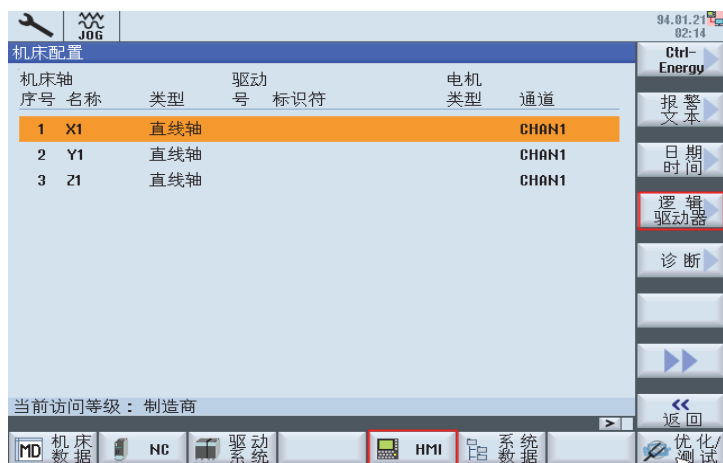 JOG
94.01.21
02:14
机床配置
机床轴 驱动 电机
序号 名称 类型 号 标识符 类型 通道
1 X1 直线轴 CHAN1
2 Y1 直线轴 CHAN1
3 Z1 直线轴 CHAN1
当前访问等级： 制造商
Ctrl-
Energy
报 警
文 本
日 期
时 间
逻 辑
驱动器
诊 断
<<
返 回
>
MD 机 床
数 据
NC
驱 动
系 统
HMI
系 统
数 据
优 化/
测 试